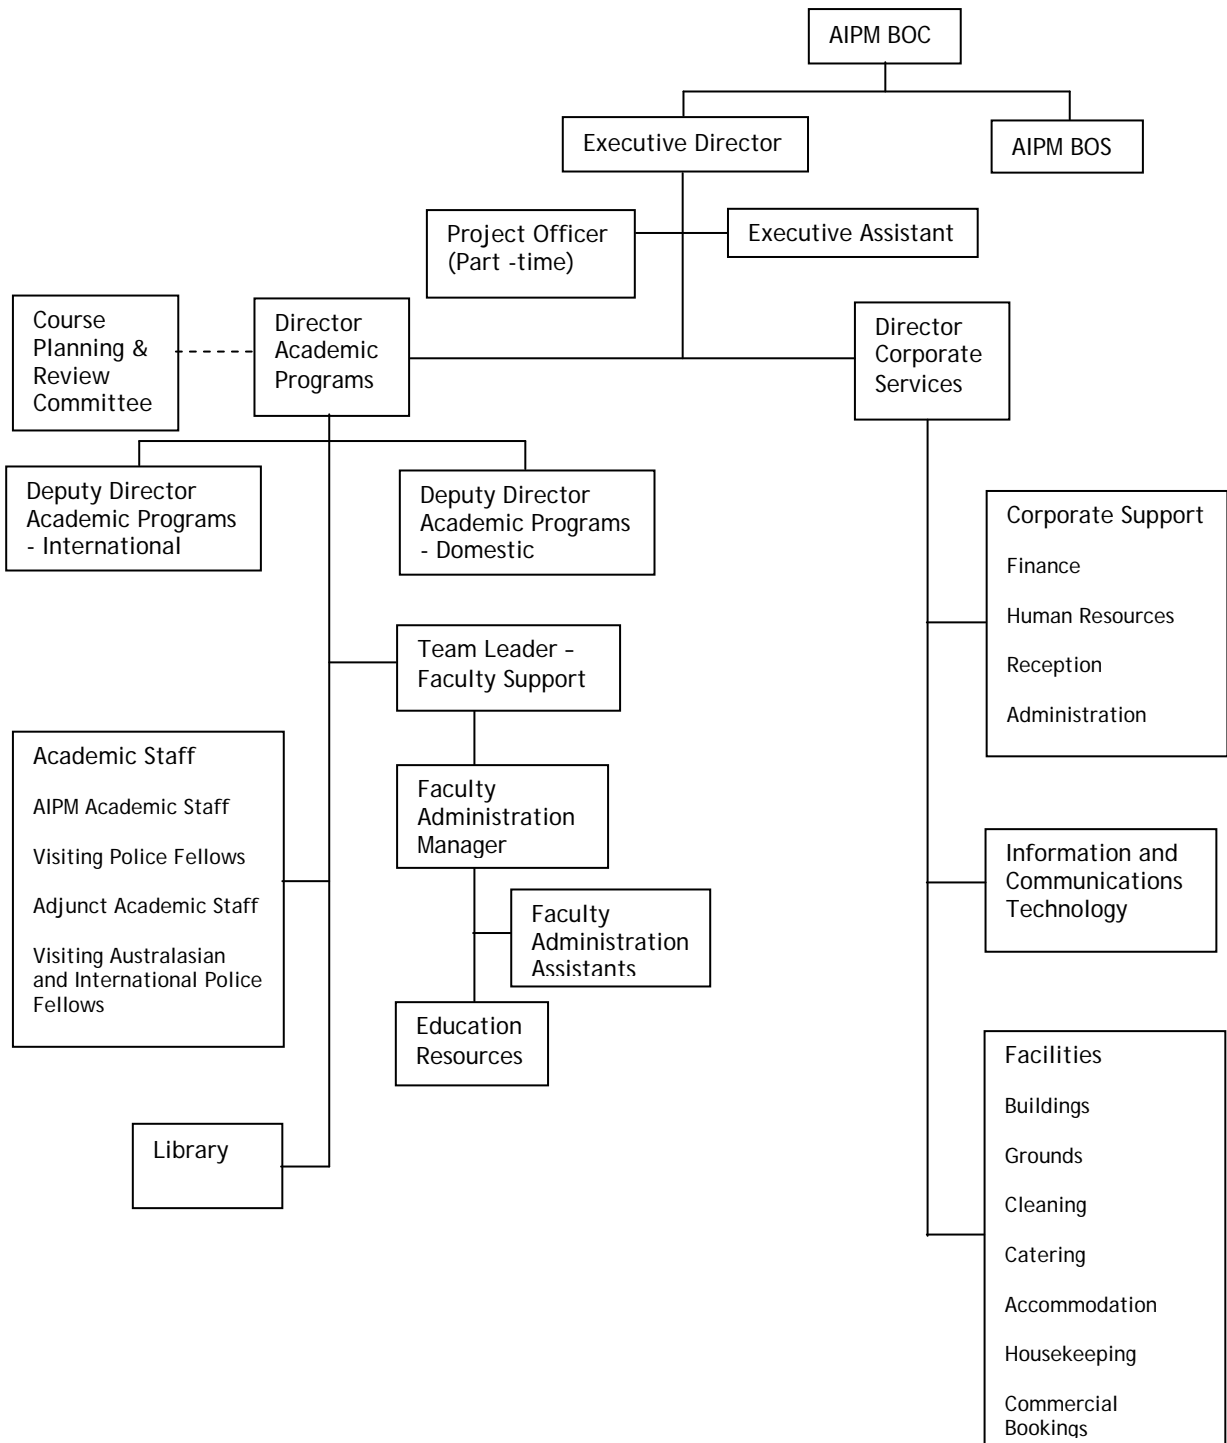 AIPM BOC
Executive Director
AIPM BOS
Project Officer
(Part -time)
Executive Assistant
Course
Planning &
Review
Committee
Director
Academic
Programs
Director
Corporate
Services
Deputy Director
Academic Programs
- International
Deputy Director
Academic Programs
- Domestic
Team Leader –
Faculty Support
Faculty
Administration
Manager
Faculty
Administration
Assistants
Education
Resources
Academic Staff
AIPM Academic Staff
Visiting Police Fellows
Adjunct Academic Staff
Visiting Australasian
and International Police
Fellows
Library
Corporate Support
Finance
Human Resources
Reception
Administration
Information and
Communications
Technology
Facilities
Buildings
Grounds
Cleaning
Catering
Accommodation
Housekeeping
Commercial
Bookings